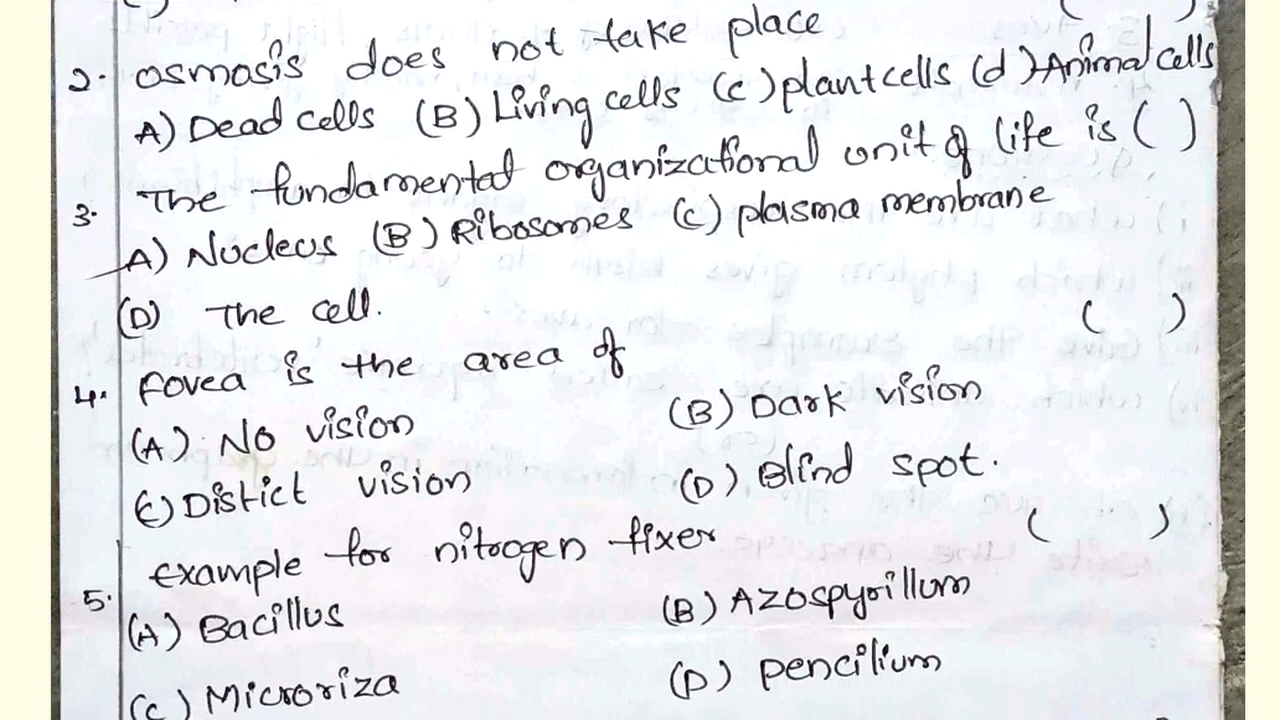 ( ) ( )
2. Osmosis does not take place
A) Dead cells (B) Living cells (C) plant cells (d) Animal cells
3. The fundamental organizational unit of life is ( )
A) Nucleus (B) Ribosomes (C) plasma membrane
(D) The cell.
4. Fovea is the area of ( )
(A) No vision (B) Dark vision
C) District vision (D) Blind spot.
5. Example for nitrogen fixer ( )
(A) Bacillus (B) Azospyrillum
(C) Microriza (D) pencilium